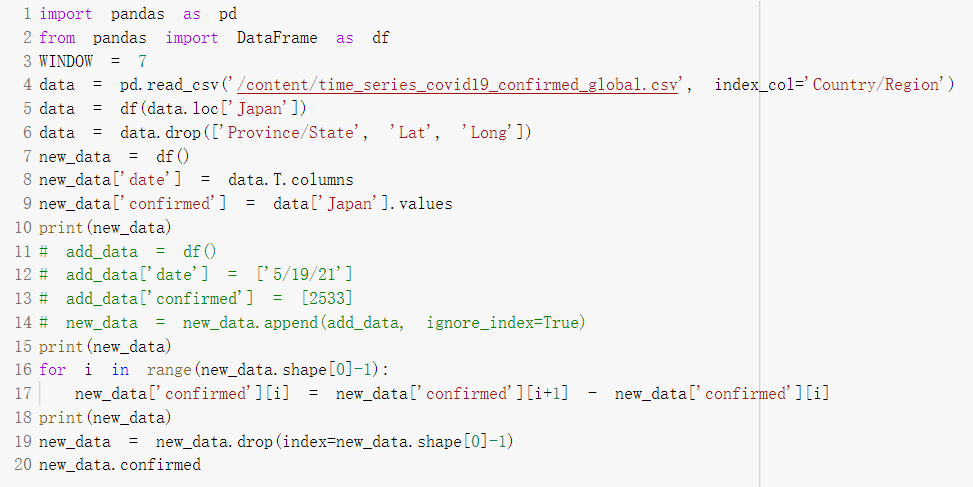 1 import pandas as pd
2 from pandas import DataFrame as df
3 WINDOW = 7
4 data = pd.read_csv('/content/time_series_covid19_confirmed_global.csv', index_col='Country/Region')
5 data = df(data.loc['Japan'])
6 data = data.drop(['Province/State', 'Lat', 'Long'])
7 new_data = df()
8 new_data['date'] = data.T.columns
9 new_data['confirmed'] = data['Japan'].values
10 print(new_data)
11 # add_data = df()
12 # add_data['date'] = ['5/19/21']
13 # add_data['confirmed'] = [2533]
14 # new_data = new_data.append(add_data, ignore_index=True)
15 print(new_data)
16 for i in range(new_data.shape[0]-1):
17     new_data['confirmed'][i] = new_data['confirmed'][i+1] - new_data['confirmed'][i]
18 print(new_data)
19 new_data = new_data.drop(index=new_data.shape[0]-1)
20 new_data.confirmed